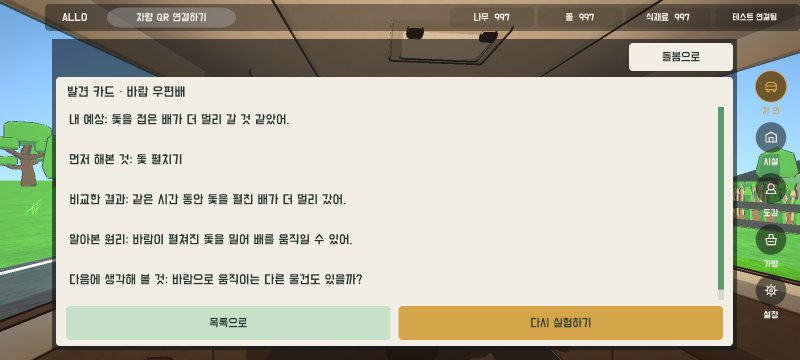 ALLO
차량 QR 연결하기
나무 997
돌 997
식재료 997
테스트 연결됨
돌봄으로
발견 카드 · 바람 우편배
내 예상: 돛을 접은 배가 더 멀리 갈 것 같았어.
먼저 해본 것: 돛 펼치기
비교한 결과: 같은 시간 동안 돛을 펼친 배가 더 멀리 갔어.
알아본 원리: 바람이 펼쳐진 돛을 밀어 배를 움직일 수 있어.
다음에 생각해 볼 것: 바람으로 움직이는 다른 물건도 있을까?
목록으로
다시 실험하기
시설
도감
가방
설정